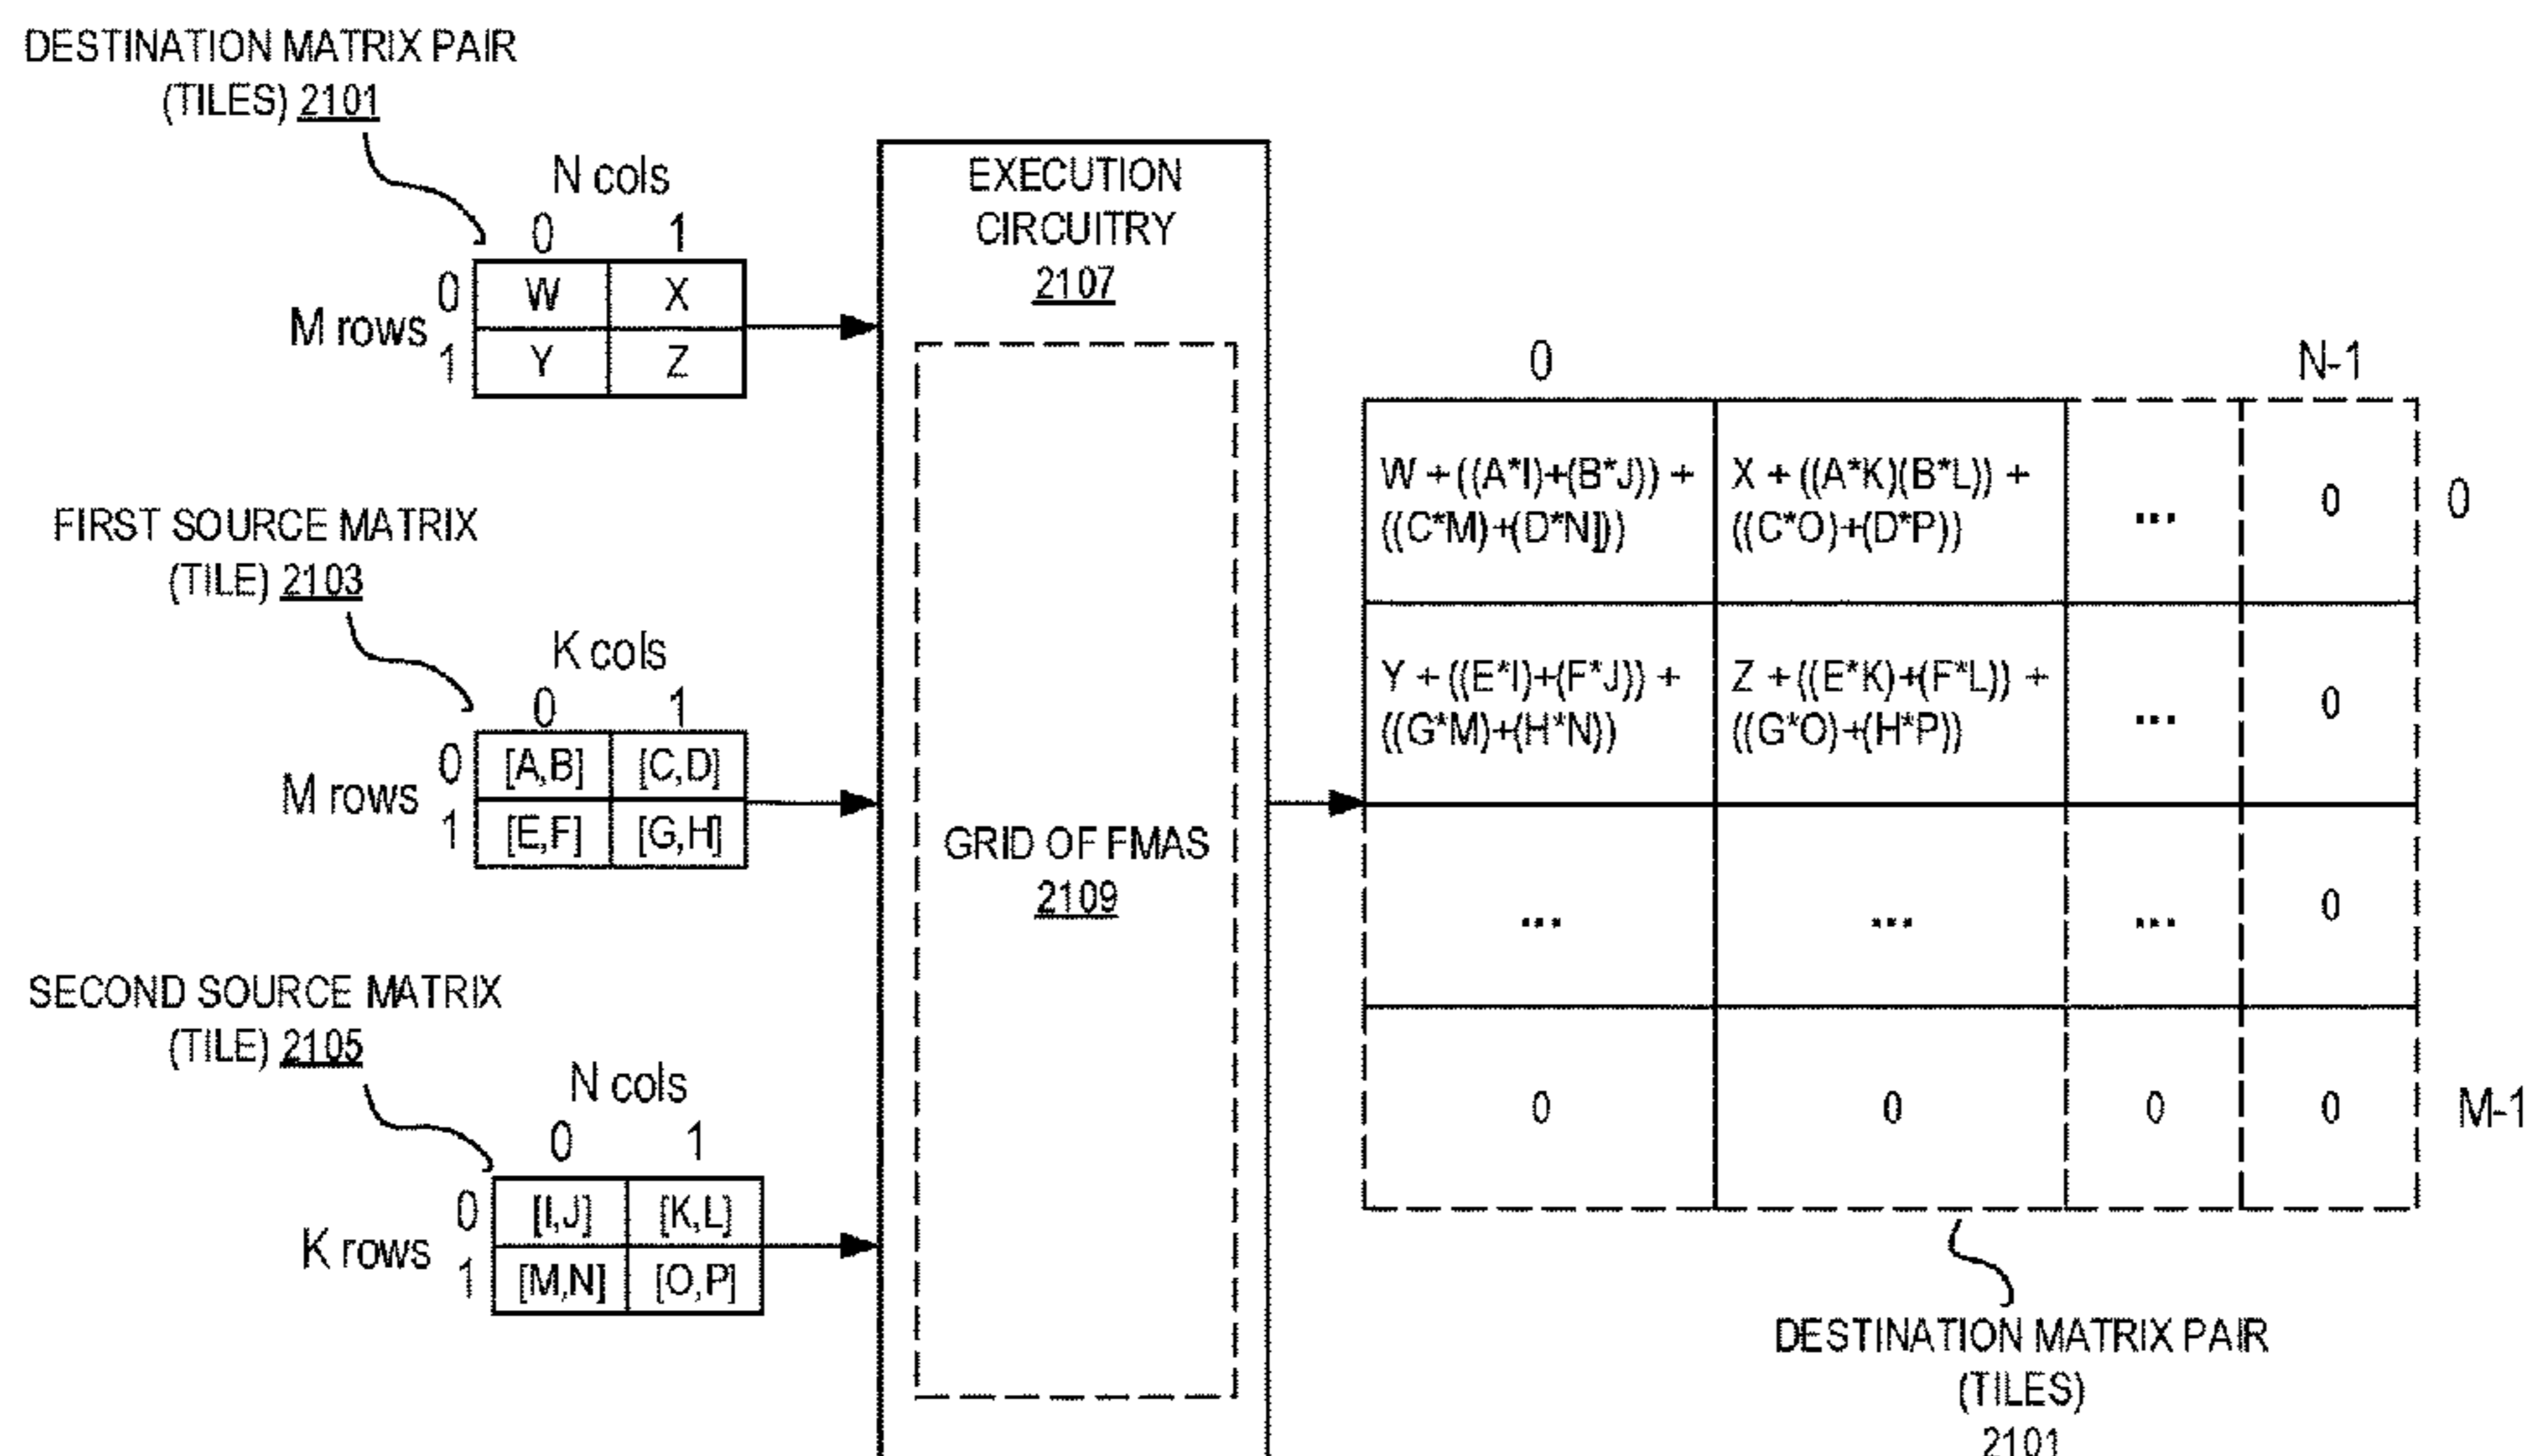 DESTINATION MATRIX PAIR
(TILES) 2101
N cols
0 1
0 W X
M rows
1 Y Z
FIRST SOURCE MATRIX
(TILE) 2103
K cols
0 1
0 [A,B] [C,D]
M rows
1 [E,F] [G,H]
SECOND SOURCE MATRIX
(TILE) 2105
N cols
0 1
0 [I,J] [K,L]
K rows
1 [M,N] [O,P]
EXECUTION
CIRCUITRY
2107
GRID OF FMAS
2109
0 N-1
W + ((A*I)+(B*J)) +
((C*M)+(D*N]))
X + ((A*K)(B*L)) +
((C*O)+(D*P))
... 0 0
Y + ((E*I)+(F*J)) +
((G*M)+(H*N))
Z + ((E*K)+(F*L)) +
((G*O)+(H*P))
... 0
... ... ... 0
0 0 0 0 M-1
DESTINATION MATRIX PAIR
(TILES)
2101